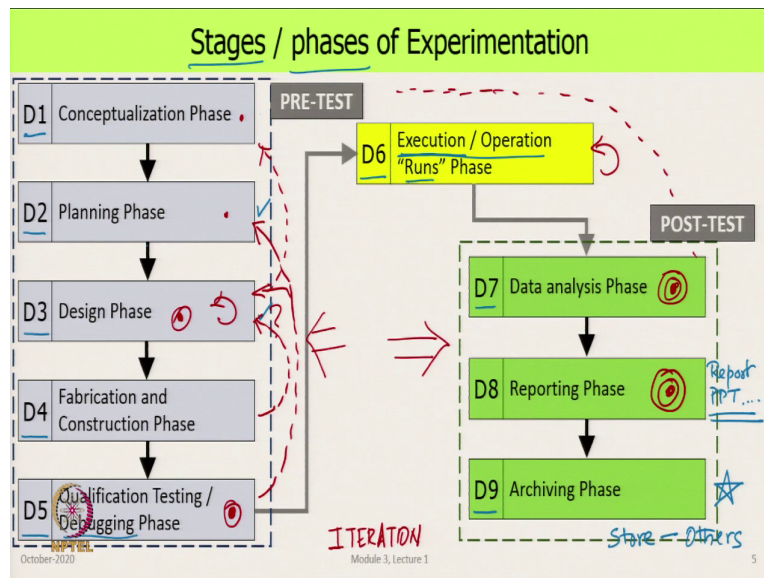 Stages / phases of Experimentation
PRE-TEST
D1 Conceptualization Phase
D2 Planning Phase
D3 Design Phase
D4 Fabrication and
Construction Phase
D5 Qualification Testing /
Debugging Phase
D6 Execution / Operation
"Runs" Phase
POST-TEST
D7 Data analysis Phase
D8 Reporting Phase
Report
PPT....
D9 Archiving Phase
ITERATON
Store - Others
NPTEL
October-2020
Module 3, Lecture 1
5